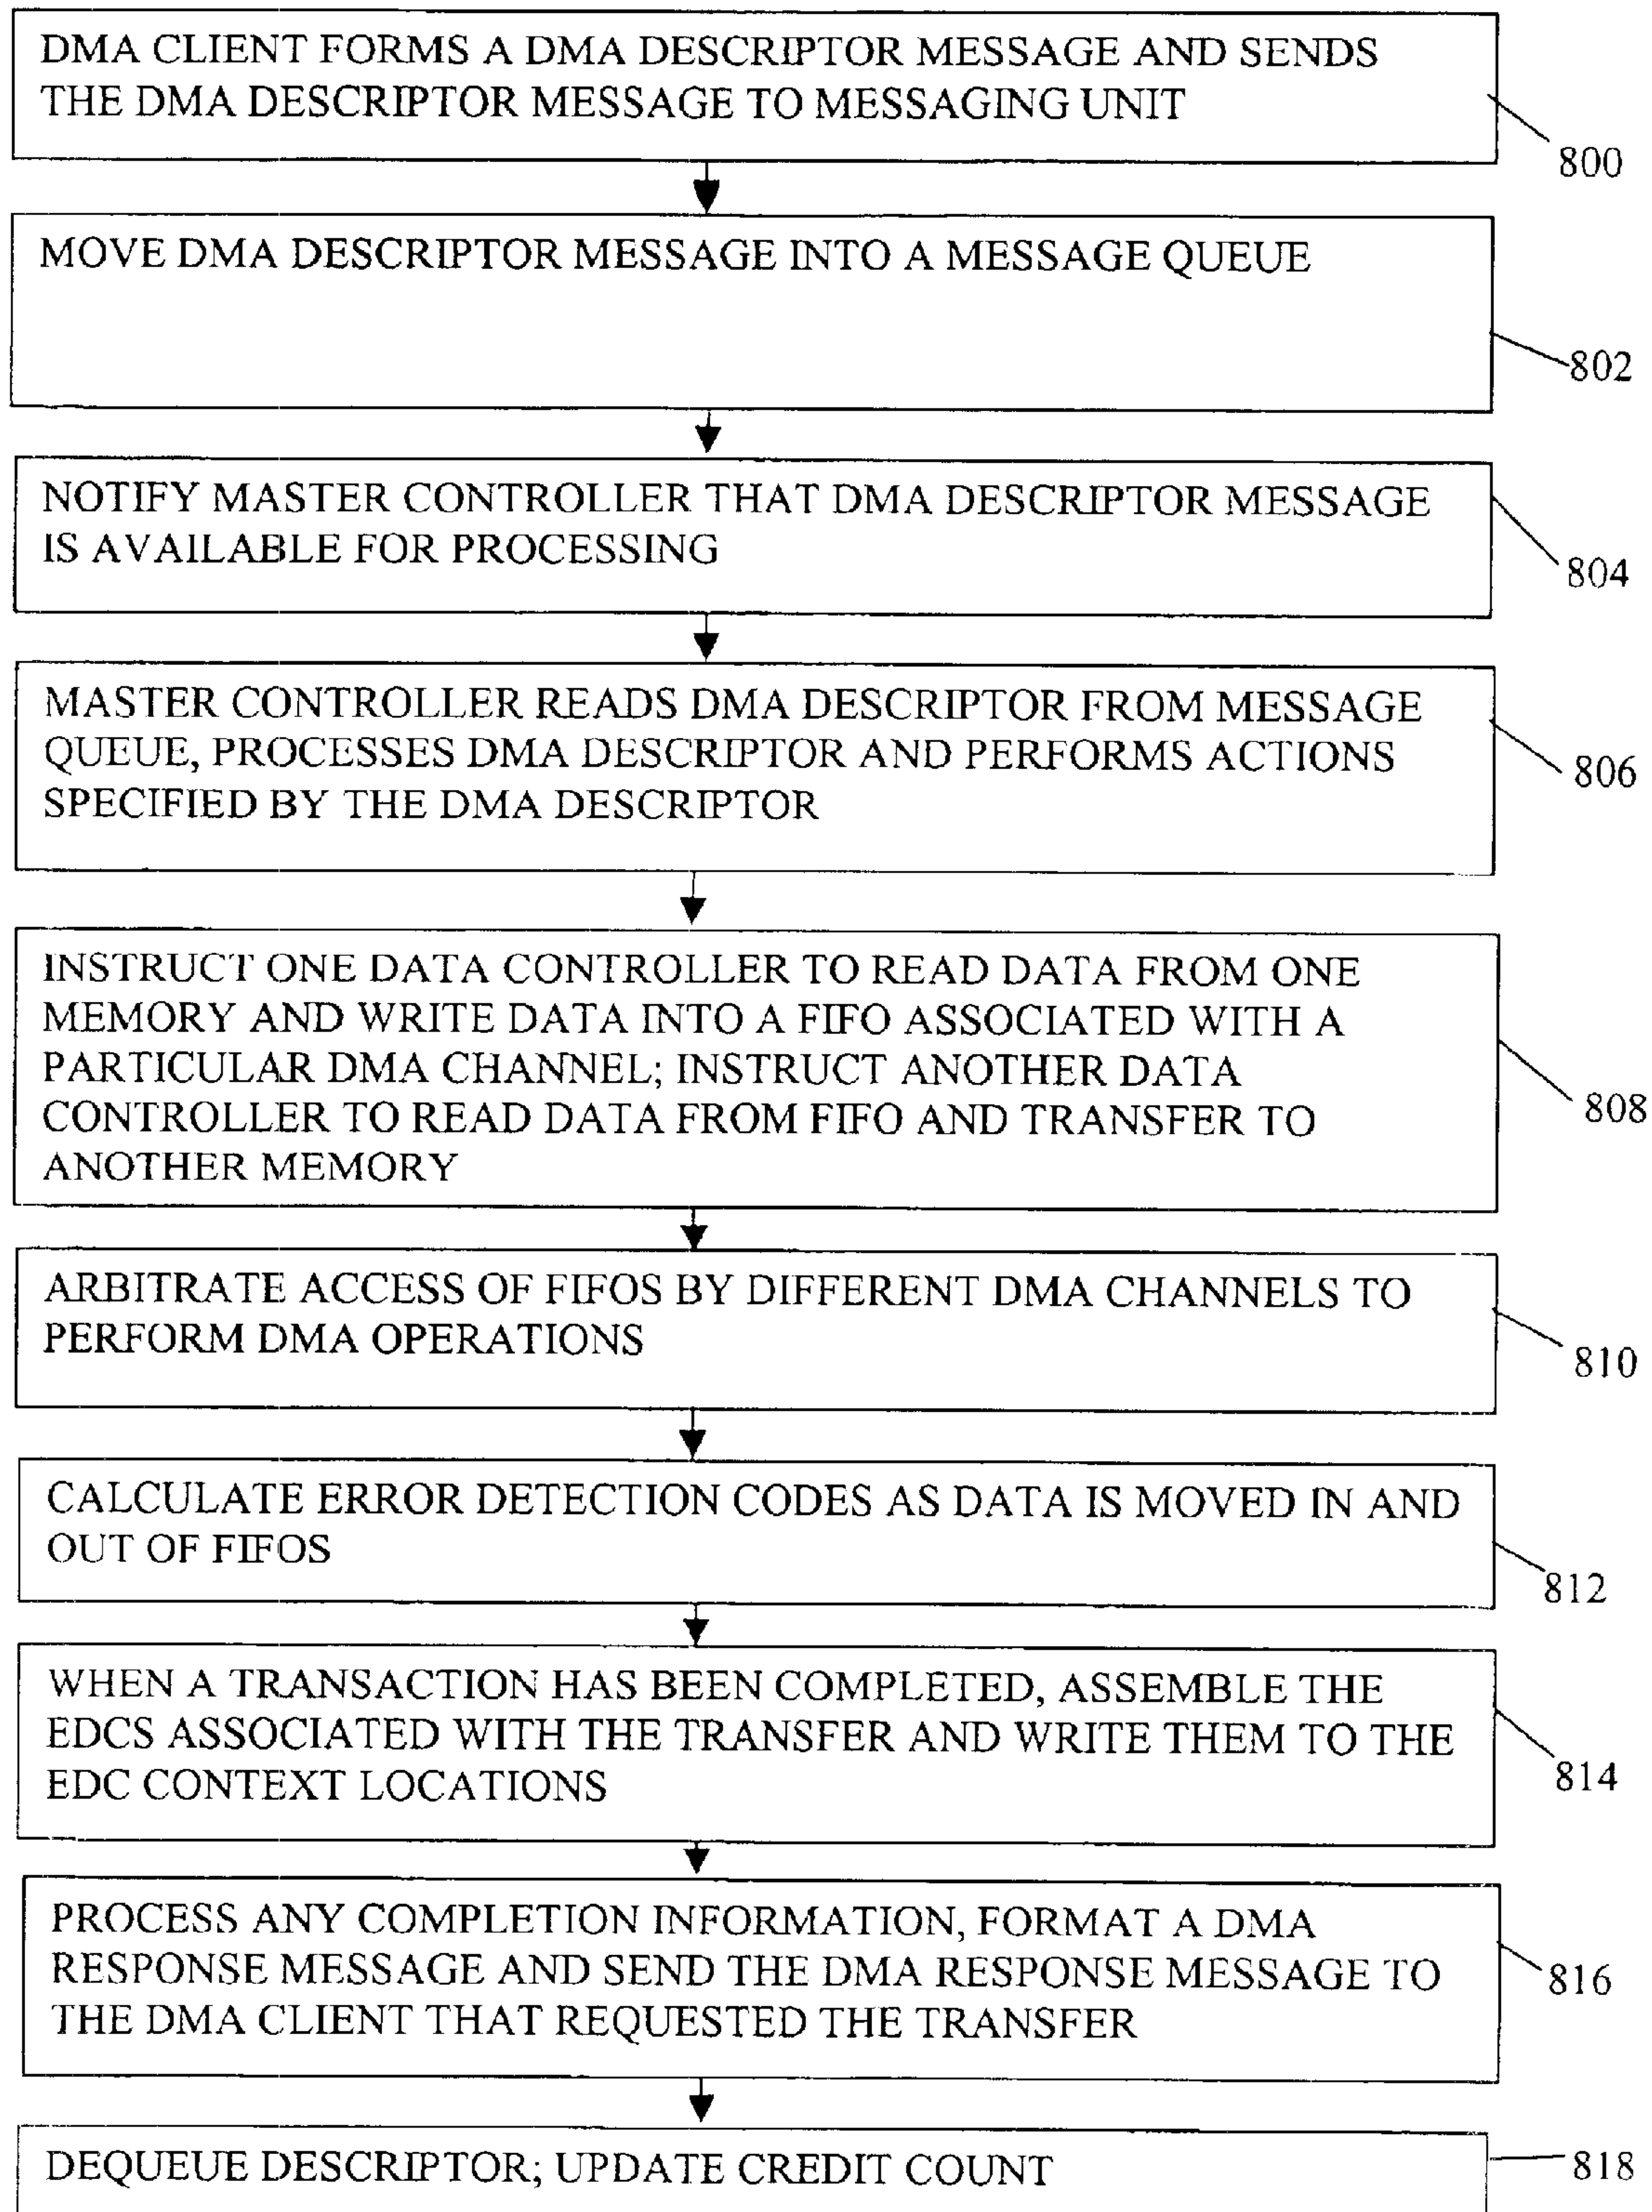 DMA CLIENT FORMS A DMA DESCRIPTOR MESSAGE AND SENDS
THE DMA DESCRIPTOR MESSAGE TO MESSAGING UNIT
800
MOVE DMA DESCRIPTOR MESSAGE INTO A MESSAGE QUEUE
802
NOTIFY MASTER CONTROLLER THAT DMA DESCRIPTOR MESSAGE
IS AVAILABLE FOR PROCESSING
804
MASTER CONTROLLER READS DMA DESCRIPTOR FROM MESSAGE
QUEUE, PROCESSES DMA DESCRIPTOR AND PERFORMS ACTIONS
SPECIFIED BY THE DMA DESCRIPTOR
806
INSTRUCT ONE DATA CONTROLLER TO READ DATA FROM ONE
MEMORY AND WRITE DATA INTO A FIFO ASSOCIATED WITH A
PARTICULAR DMA CHANNEL; INSTRUCT ANOTHER DATA
CONTROLLER TO READ DATA FROM FIFO AND TRANSFER TO
ANOTHER MEMORY
808
ARBITRATE ACCESS OF FIFOS BY DIFFERENT DMA CHANNELS TO
PERFORM DMA OPERATIONS
810
CALCULATE ERROR DETECTION CODES AS DATA IS MOVED IN AND
OUT OF FIFOS
812
WHEN A TRANSACTION HAS BEEN COMPLETED, ASSEMBLE THE
EDCS ASSOCIATED WITH THE TRANSFER AND WRITE THEM TO THE
EDC CONTEXT LOCATIONS
814
PROCESS ANY COMPLETION INFORMATION, FORMAT A DMA
RESPONSE MESSAGE AND SEND THE DMA RESPONSE MESSAGE TO
THE DMA CLIENT THAT REQUESTED THE TRANSFER
816
DEQUEUE DESCRIPTOR; UPDATE CREDIT COUNT
818